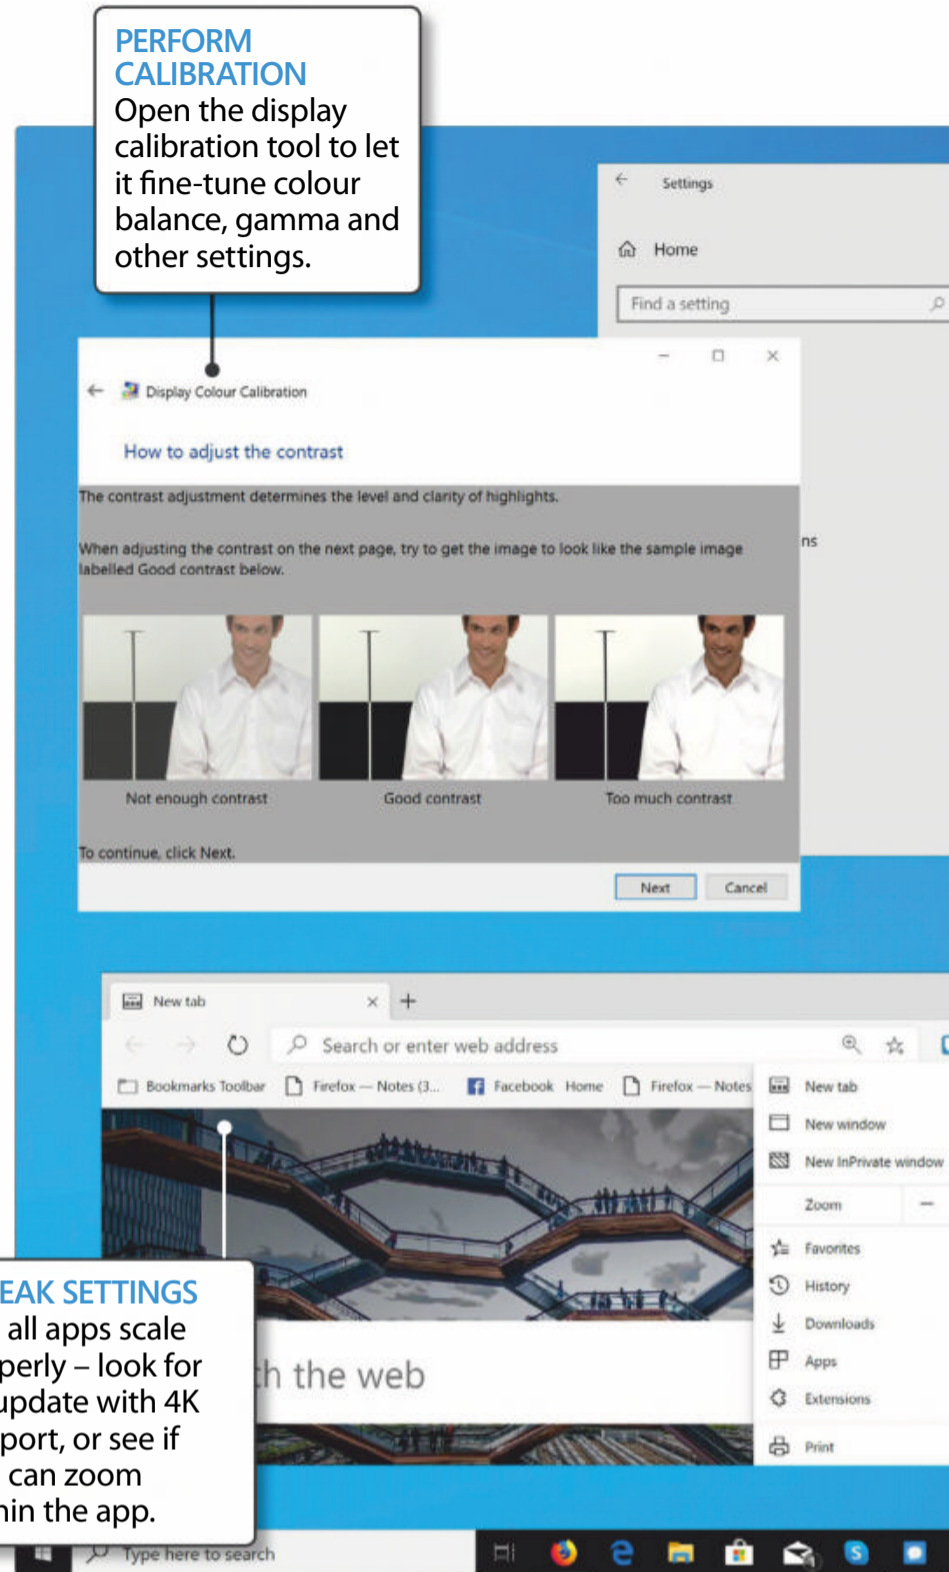 PERFORM
CALIBRATION
Open the display
calibration tool to let
it fine-tune colour
balance, gamma and
other settings.
Settings
Home
Find a setting
Display Colour Calibration
How to adjust the contrast
The contrast adjustment determines the level and clarity of highlights.
When adjusting the contrast on the next page, try to get the image to look like the sample image
labelled Good contrast below.
ns
Not enough contrast
Good contrast
Too much contrast
To continue, click Next.
Next
Cancel
New tab
Search or enter web address
Bookmarks Toolbar
Firefox — Notes (3...
Facebook
Home
Firefox — Notes
New tab
New window
New InPrivate window
Zoom
Favorites
History
Downloads
Apps
Extensions
Print
EAK SETTINGS
all apps scale
perly – look for
update with 4K
port, or see if
can zoom
hin the app.
h the web
Type here to search